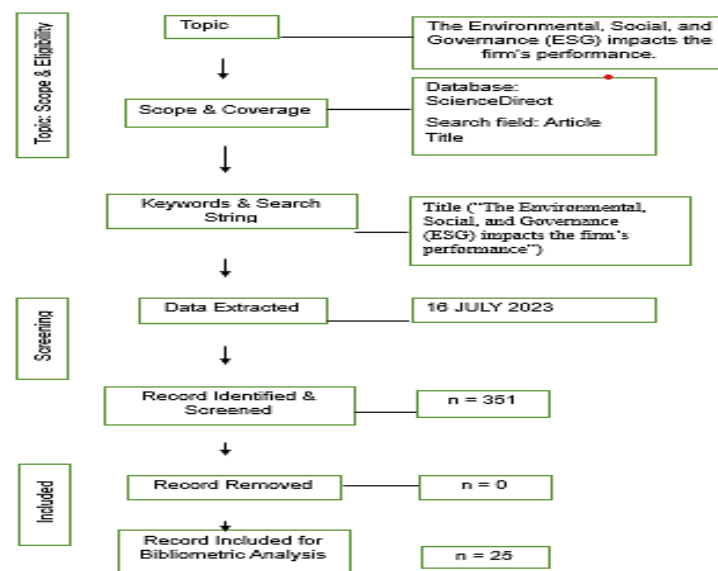 Topic: Scope & Eligibility
Topic
The Environmental, Social, and
Governance (ESG) impacts the
firm's performance.
Scope & Coverage
Database:
ScienceDirect
Search field: Article
Title
Keywords & Search
String
Title ("The Environmental,
Social, and Governance
(ESG) impacts the firm's
performance")
Screening
Data Extracted
16 JULY 2023
Record Identified &
Screened
n = 351
Included
Record Removed
n = 0
Record Included for
Bibliometric Analysis
n = 25